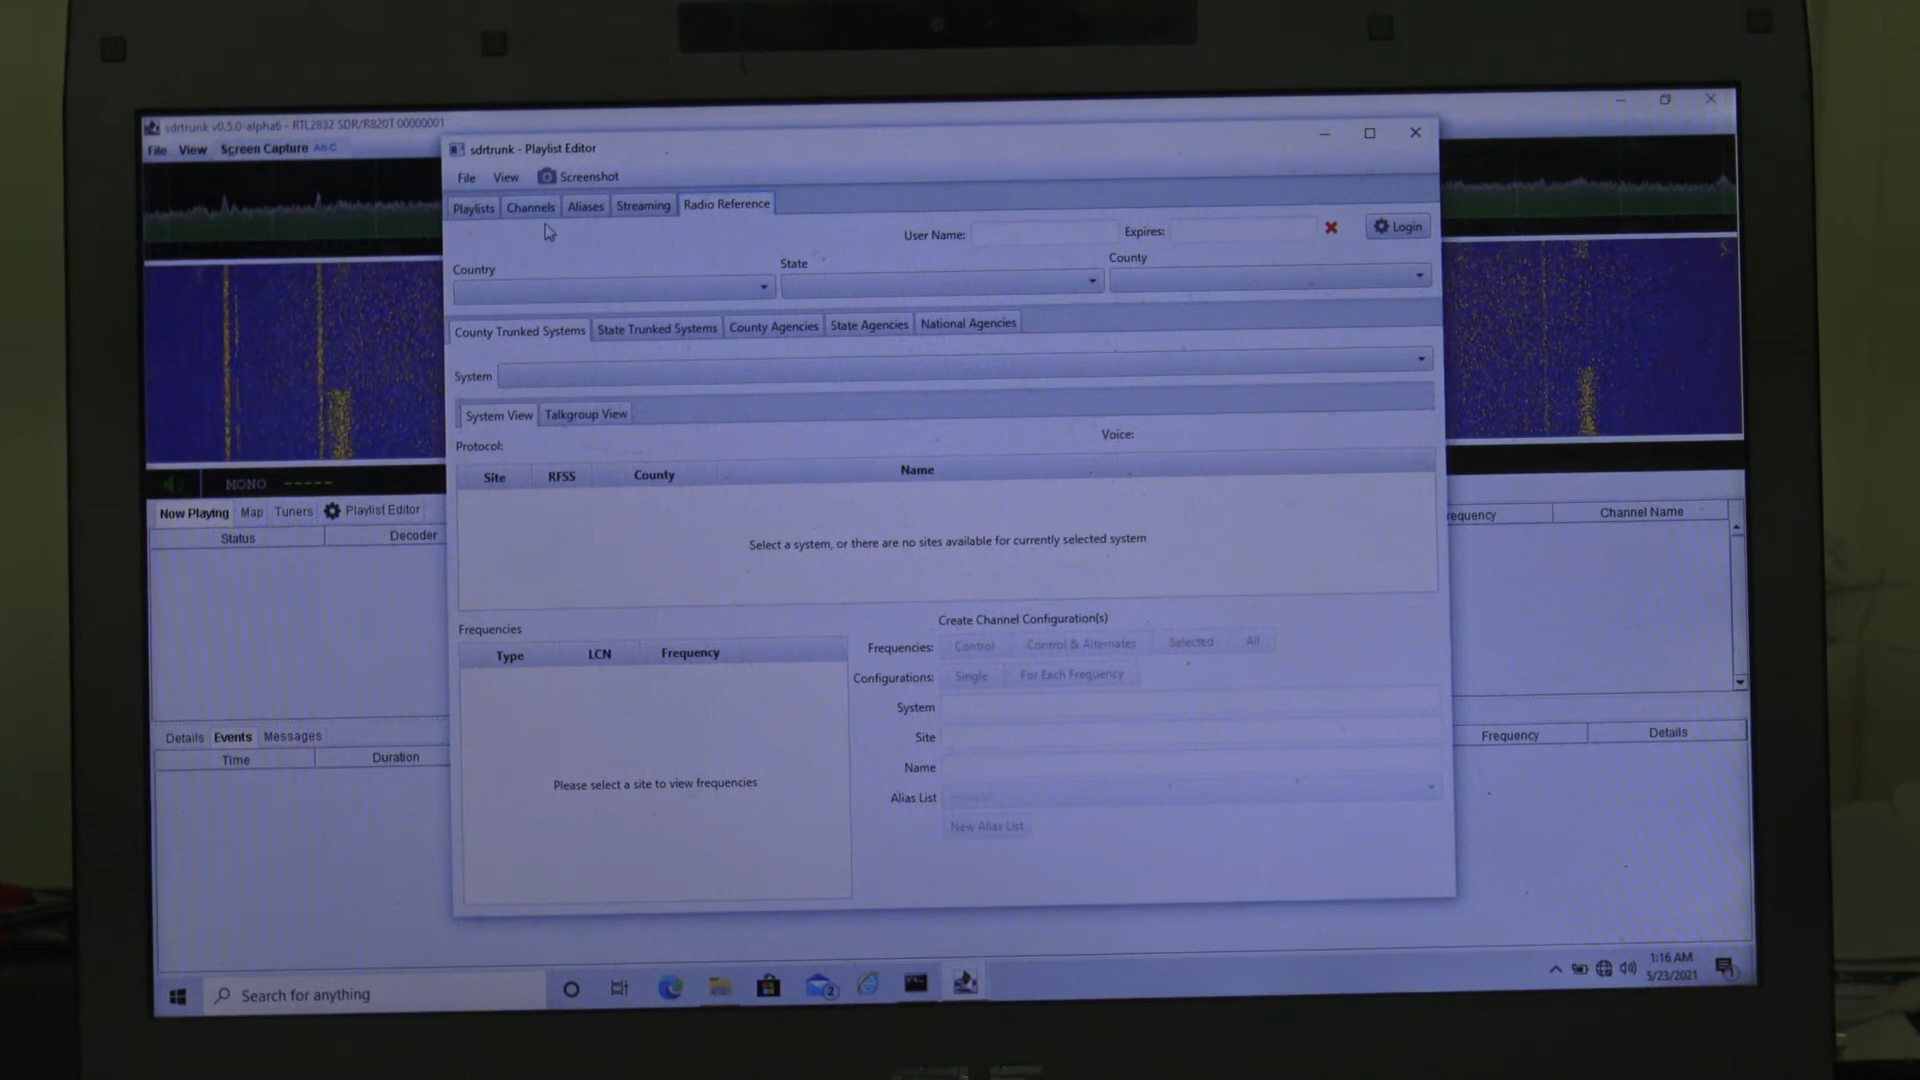 sdrtrunk v0.5.0-alpha6 - RTL2832 SDR/R820T 00000001
File View Screen Capture Alt-C
sdrtrunk - Playlist Editor
File View Screenshot
Playlists Channels Aliases Streaming Radio Reference
User Name: Expires: Login
Country State County
County Trunked Systems State Trunked Systems County Agencies State Agencies National Agencies
System
System View Talkgroup View
Protocol: Voice:
Site RFSS County Name
Select a system, or there are no sites available for currently selected system
MONO -----
Now Playing Map Tuners Playlist Editor
Status Decoder
Channel Name
Frequencies
Type LCN Frequency
Please select a site to view frequencies
Create Channel Configuration(s)
Frequencies: Control Control & Alternates Selected All
Configurations: Single For Each Frequency
System
Site
Name
Alias List
New Alias List
Details Events Messages
Time Duration
Frequency Details
Search for anything
2
1:16 AM
5/23/2021